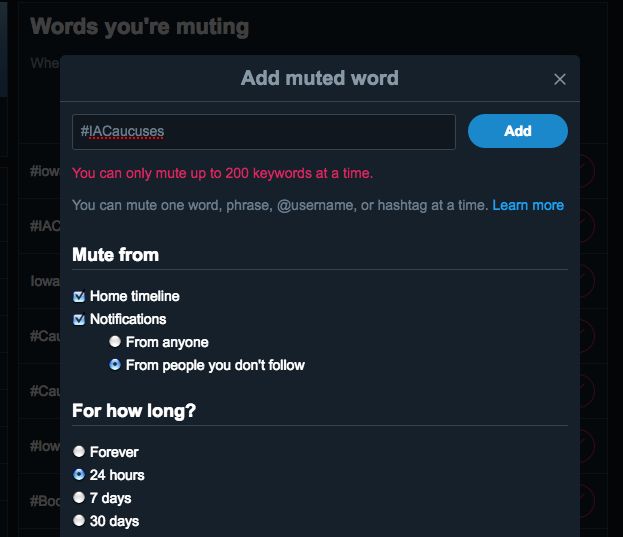 Words you're muting
Whe
Add muted word
#IACaucuses
Add
You can only mute up to 200 keywords at a time.
You can mute one word, phrase, @username, or hashtag at a time. Learn more
Mute from
Home timeline
Notifications
From anyone
From people you don't follow
For how long?
Forever
24 hours
7 days
30 days
#Iow
#IAC
Iowa
#Cau
#Cau
#Iow
#Boo